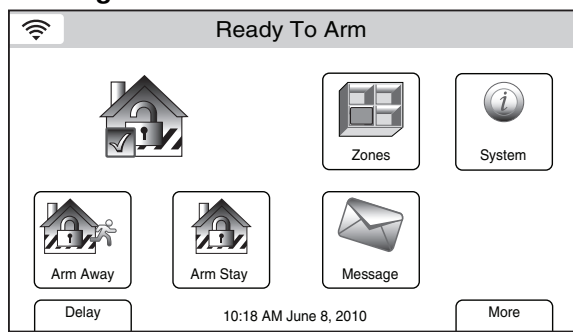 Ready To Arm
Zones
System
Arm Away
Arm Stay
Message
Delay
10:18 AM June 8, 2010
More